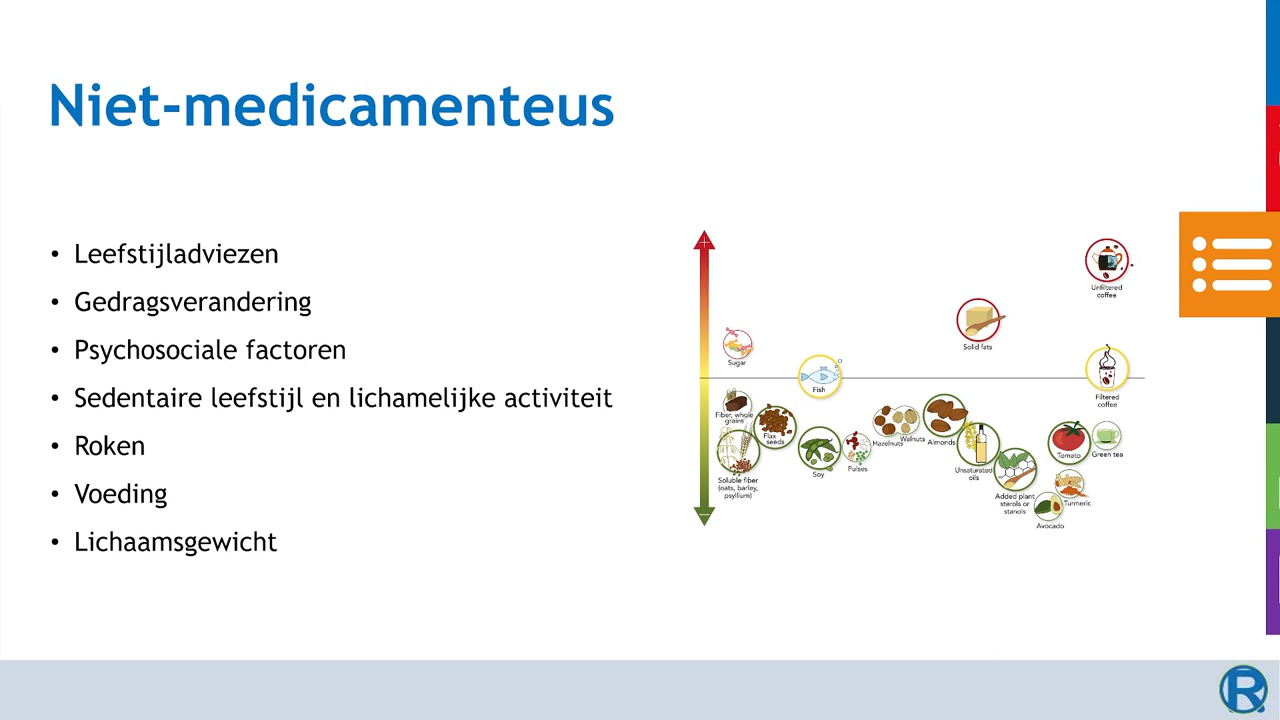 Niet-medicamenteus
• Leefstijladviezen
• Gedragsverandering
• Psychosociale factoren
• Sedentaire leefstijl en lichamelijke activiteit
• Roken
• Voeding
• Lichaamsgewicht
+
Unfiltered
coffee
Solid fats
Sugar
Fish
Filtered
coffee
Fiber, whole
grains
Flax
seeds
Hazelnuts
Walnuts
Almonds
Soy
Pulses
Unsaturated
oils
Tomato
Green tea
Soluble fiber
(oats, barley,
psyllium)
Added plant
sterols or
stanols
Turmeric
Avocado
−
R